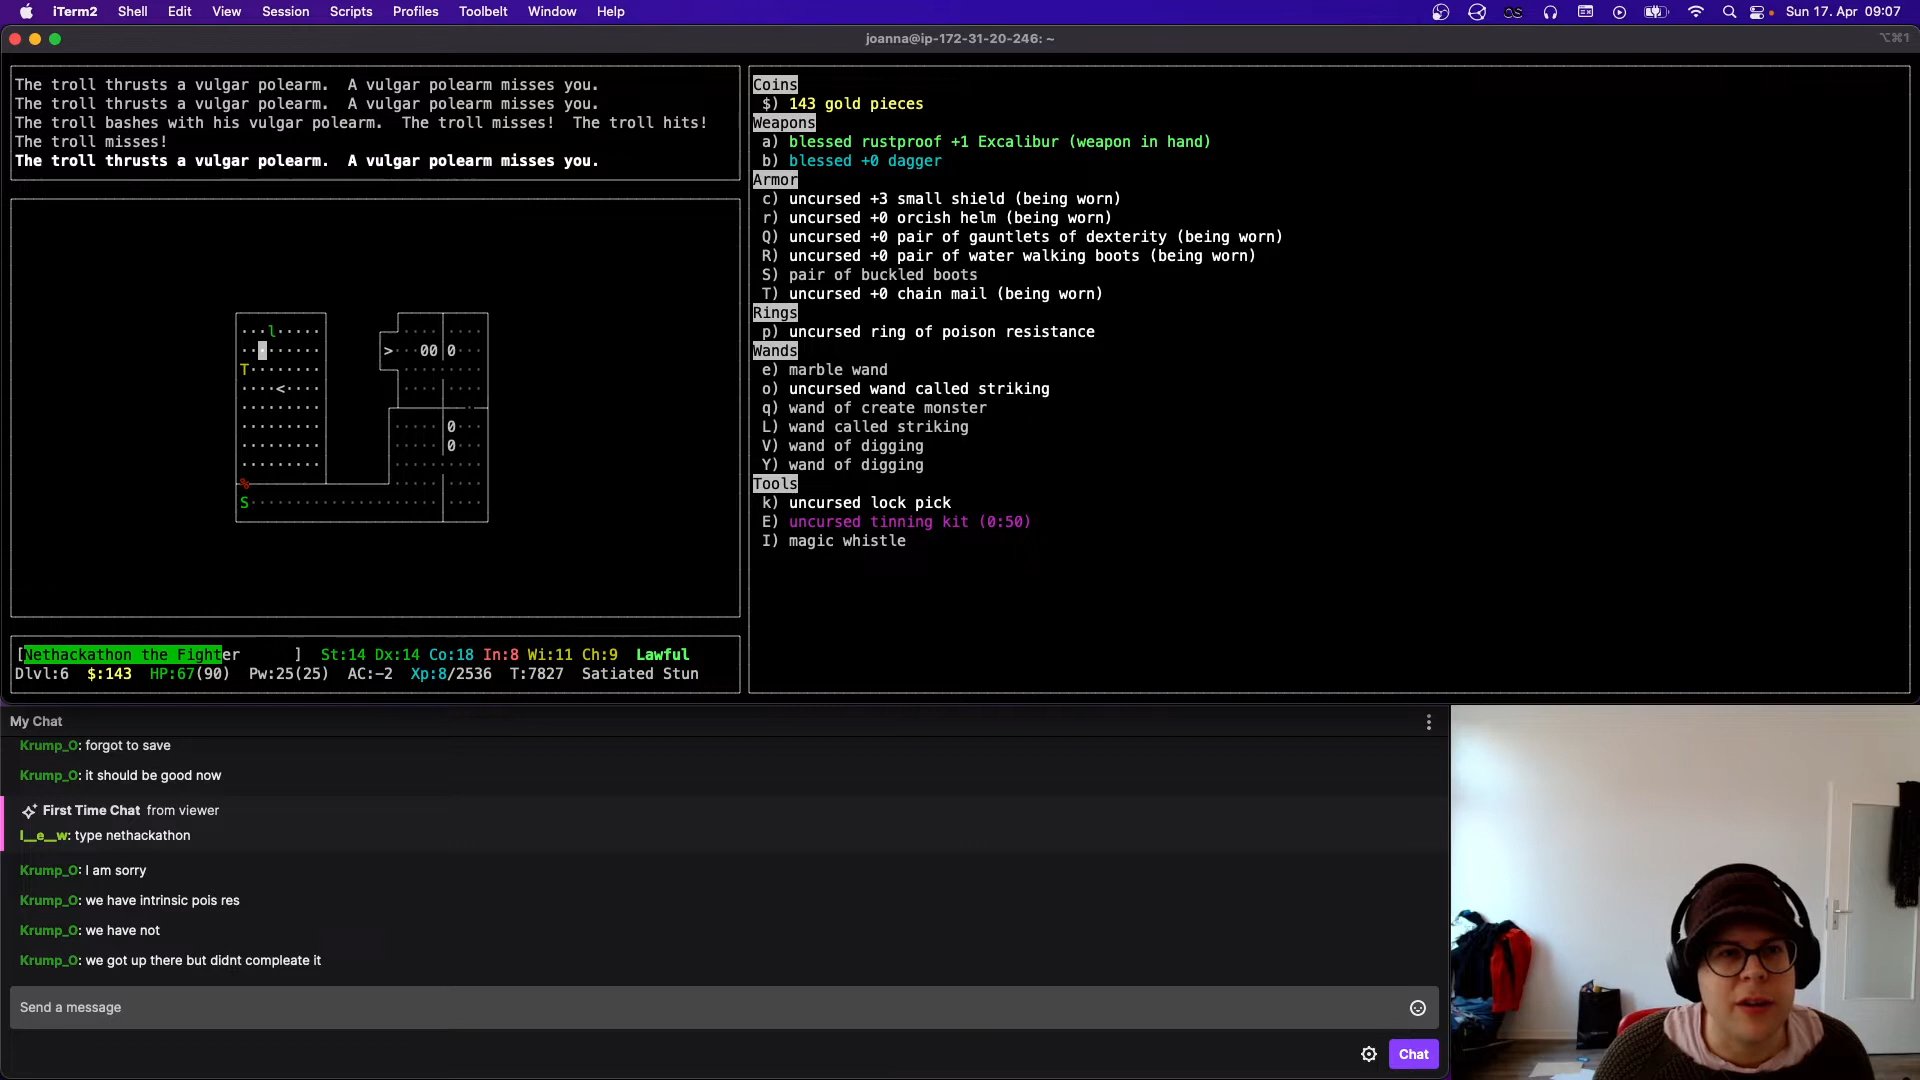 iTerm2 Shell Edit View Session Scripts Profiles Toolbelt Window Help Sun 17. Apr 09:07
joanna@ip-172-31-20-246: ~ ⌥⌘1
The troll thrusts a vulgar polearm.  A vulgar polearm misses you.
The troll thrusts a vulgar polearm.  A vulgar polearm misses you.
The troll bashes with his vulgar polearm.  The troll misses!  The troll hits!
The troll misses!
The troll thrusts a vulgar polearm.  A vulgar polearm misses you.
···l·····
·· ······ >···00|0···
T········
····<····
0···
0
%
S
[Nethackathon the Fighter      ]  St:14 Dx:14 Co:18 In:8 Wi:11 Ch:9  Lawful
Dlvl:6  $:143  HP:67(90)  Pw:25(25)  AC:-2  Xp:8/2536  T:7827  Satiated Stun
Coins
$) 143 gold pieces
Weapons
a) blessed rustproof +1 Excalibur (weapon in hand)
b) blessed +0 dagger
Armor
c) uncursed +3 small shield (being worn)
r) uncursed +0 orcish helm (being worn)
Q) uncursed +0 pair of gauntlets of dexterity (being worn)
R) uncursed +0 pair of water walking boots (being worn)
S) pair of buckled boots
T) uncursed +0 chain mail (being worn)
Rings
p) uncursed ring of poison resistance
Wands
e) marble wand
o) uncursed wand called striking
q) wand of create monster
L) wand called striking
V) wand of digging
Y) wand of digging
Tools
k) uncursed lock pick
E) uncursed tinning kit (0:50)
I) magic whistle
My Chat
Krump_O: forgot to save
Krump_O: it should be good now
First Time Chat from viewer
l__e__w: type nethackathon
Krump_O: I am sorry
Krump_O: we have intrinsic pois res
Krump_O: we have not
Krump_O: we got up there but didnt compleate it
Send a message
Chat